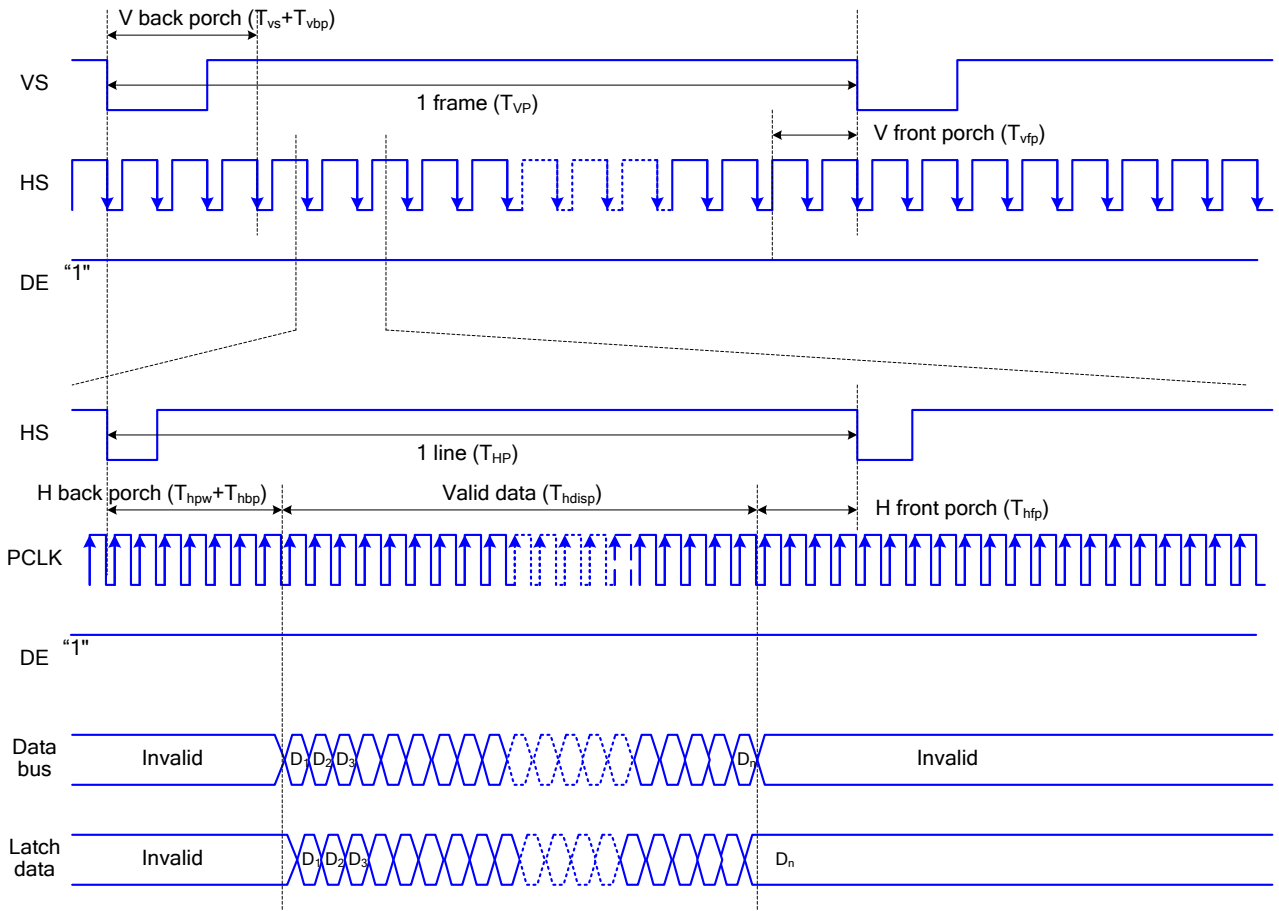 V back porch (Tvs+Tvbp)
VS
1 frame (TVP)
V front porch (Tvfp)
HS
DE “1"
HS
1 line (THP)
H back porch (Thpw+Thbp) Valid data (Thdisp) H front porch (Thfp)
PCLK
DE “1"
Data bus
Invalid D1 D2 D3 Dn Invalid
Latch data
Invalid D1 D2 D3 Dn